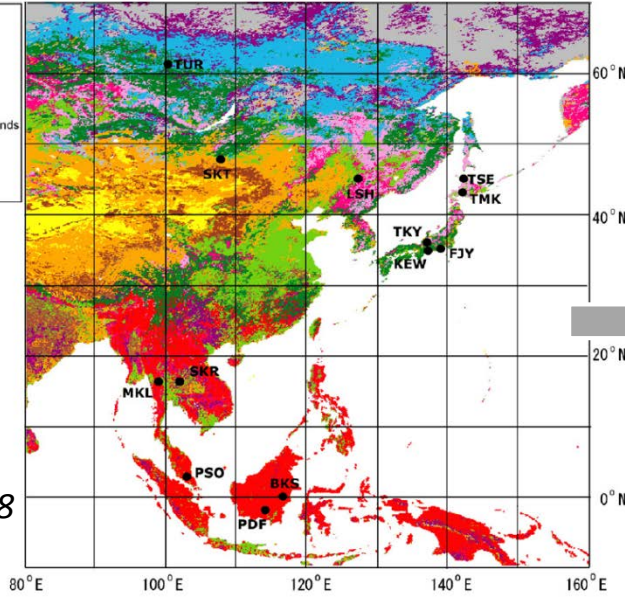 nds
TUR
60° N
SKT
LSH
TSE
TMK
40° N
TKY
KEW
FJY
20° N
SKR
MKL
PSO
BKS
8
0° N
PDF
80° E
100° E
120° E
140° E
160° E